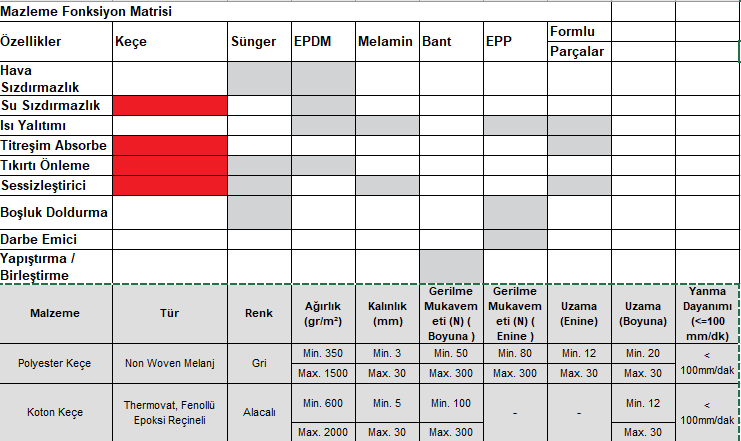 Mazleme Fonksiyon Matrisi
Özellikler Keçe Sünger EPDM Melamin Bant EPP Formlu
Parçalar
Hava
Sızdırmazlık
Su Sızdırmazlık
Isı Yalıtımı
Titreşim Absorbe
Tıkırtı Önleme
Sessizleştirici
Boşluk Doldurma
Darbe Emici
Yapıştırma /
Birleştirme
Malzeme Tür Renk Ağırlık (gr/m²) Kalınlık (mm) Gerilme Mukavemeti (N) ( Boyuna ) Gerilme Mukavemeti (N) ( Enine ) Uzama (Enine) Uzama (Boyuna) Yanma Dayanımı (<=100 mm/dk)
Polyester Keçe Non Woven Melanj Gri Min. 350 Min. 3 Min. 50 Min. 80 Min. 12 Min. 20 < 100mm/dak
Max. 1500 Max. 30 Max. 300 Max. 300 Max. 30 Max. 30
Koton Keçe Thermovat, Fenollü Epoksi Reçineli Alacalı Min. 600 Min. 5 Min. 100 - - Min. 12 < 100mm/dak
Max. 2000 Max. 30 Max. 300 Max. 30